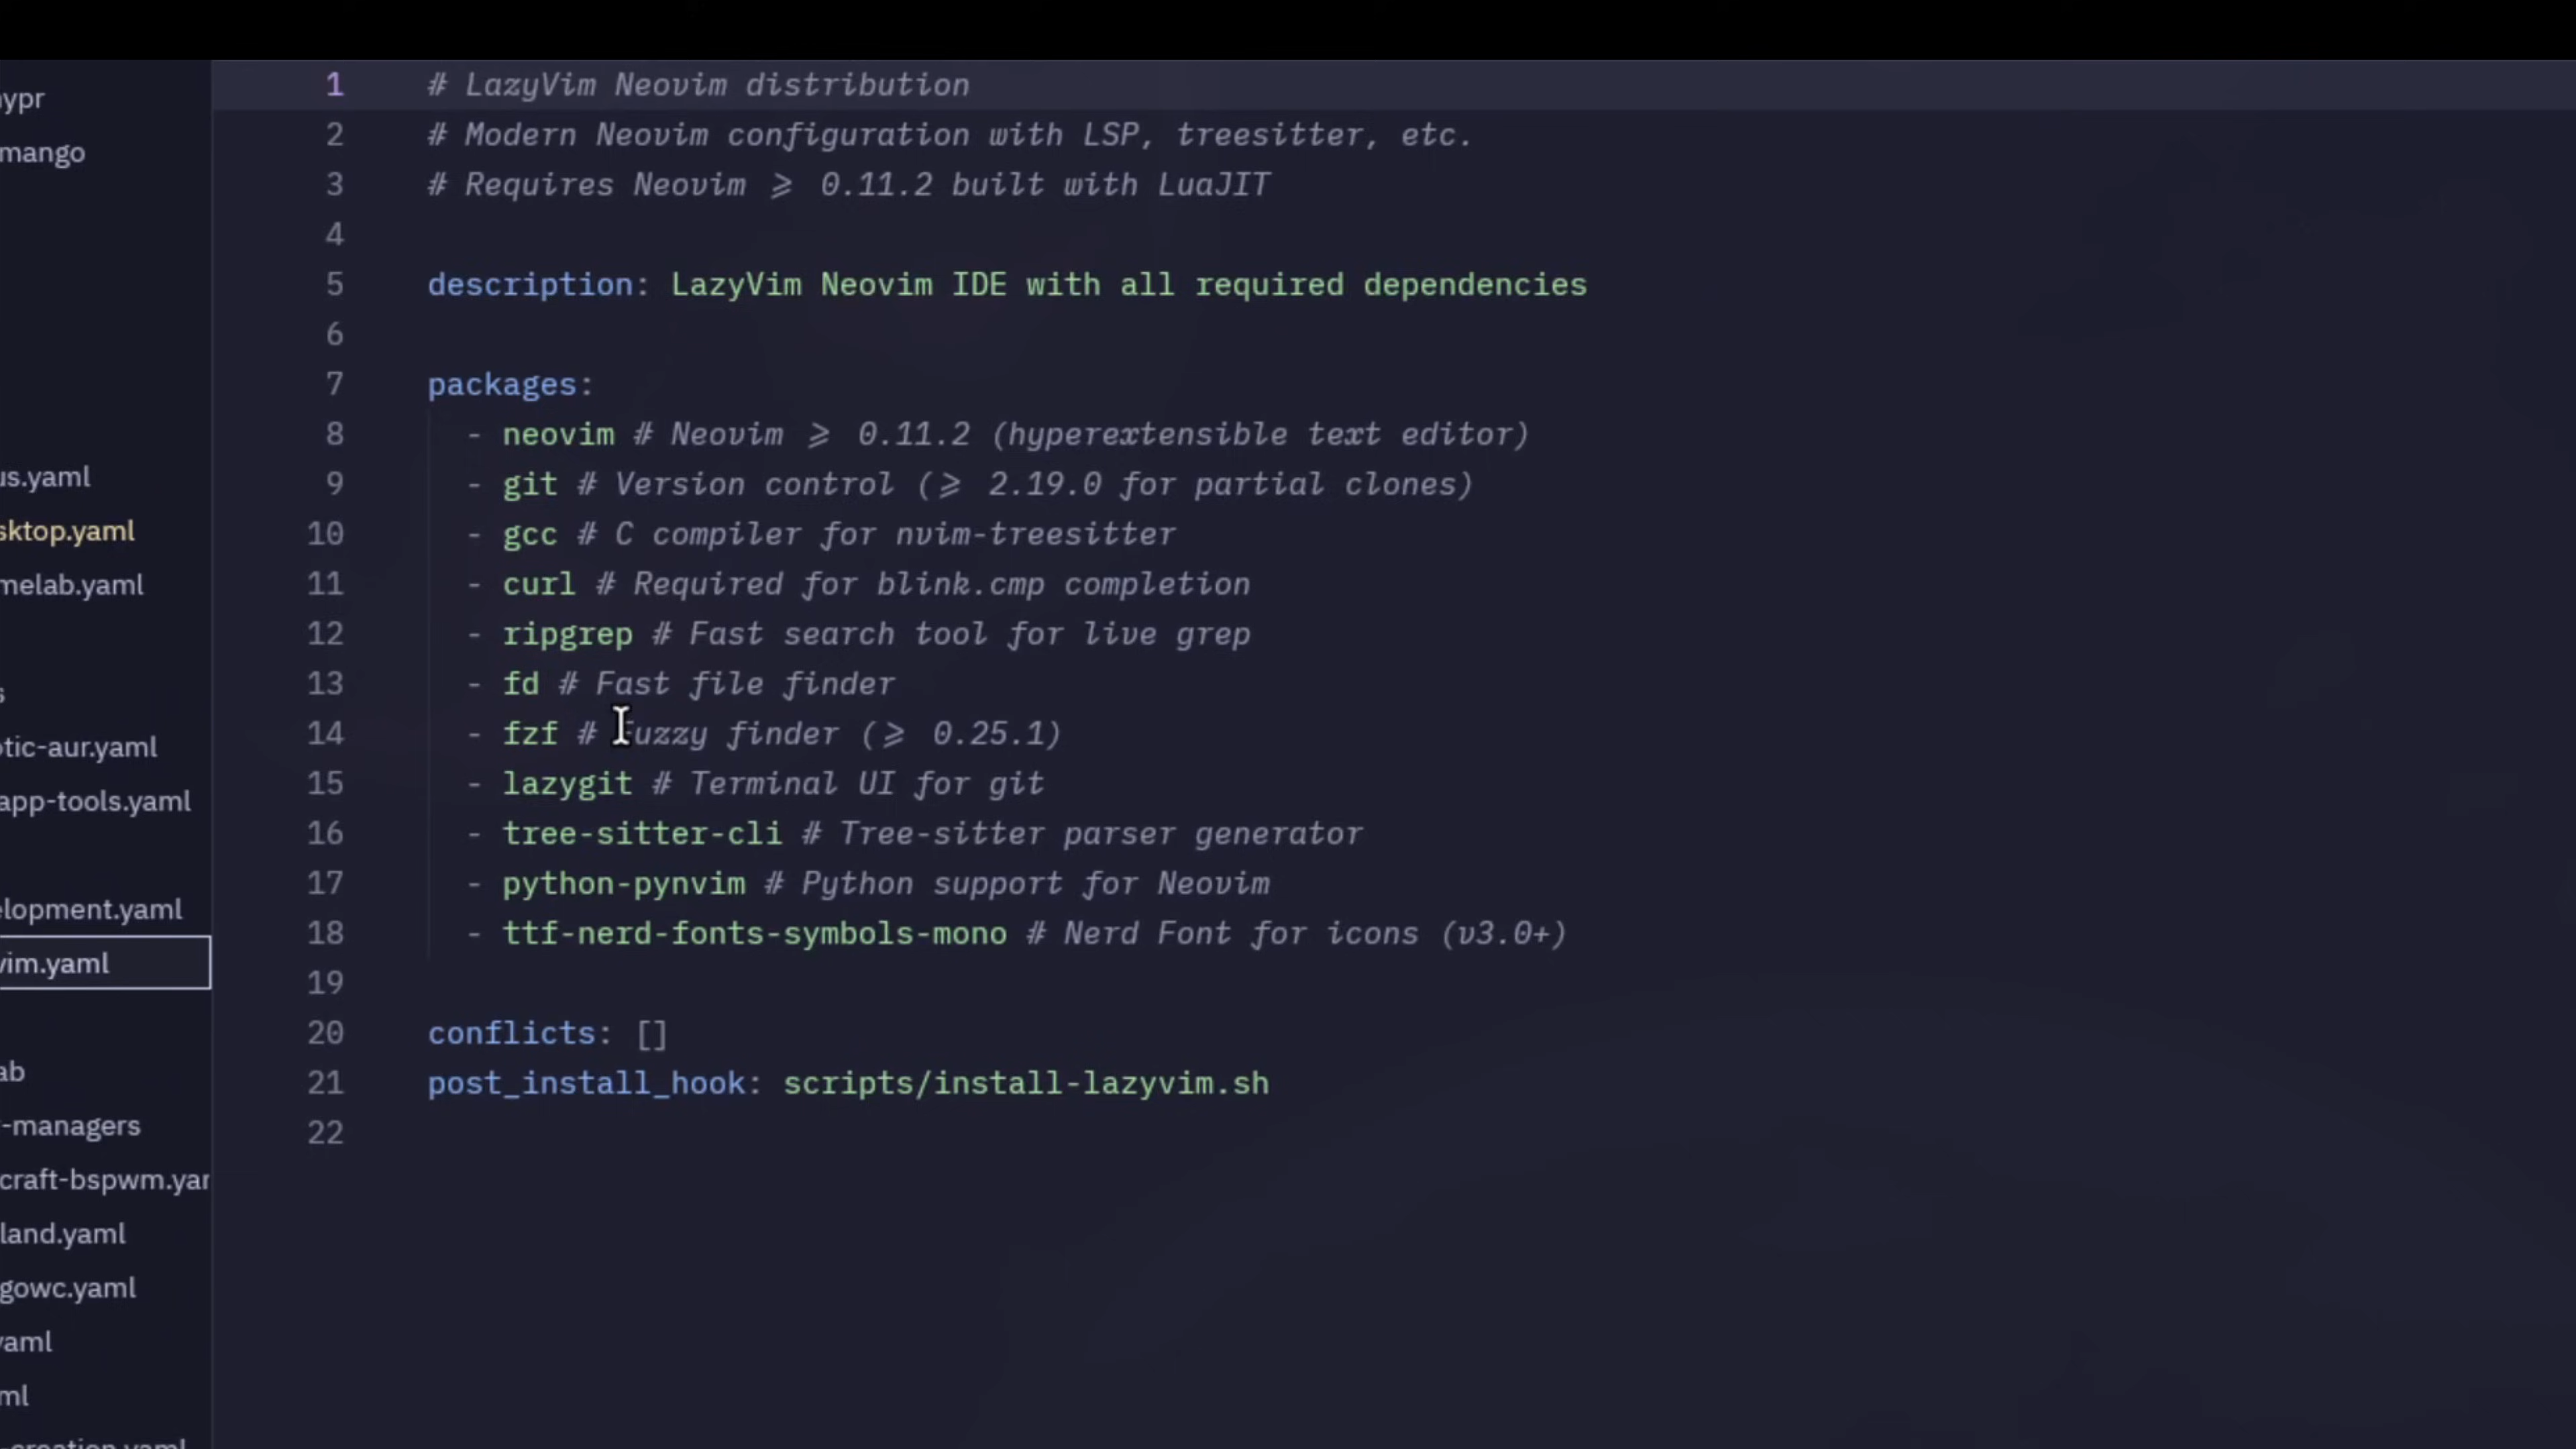 ypr
mango
us.yaml
sktop.yaml
melab.yaml
s
otic-aur.yaml
app-tools.yaml
elopment.yaml
vim.yaml
ab
-managers
craft-bspwm.yar
land.yaml
gowc.yaml
yaml
ml
-creation.yaml
1 # LazyVim Neovim distribution
2 # Modern Neovim configuration with LSP, treesitter, etc.
3 # Requires Neovim >= 0.11.2 built with LuaJIT
4
5 description: LazyVim Neovim IDE with all required dependencies
6
7 packages:
8 - neovim # Neovim >= 0.11.2 (hyperextensible text editor)
9 - git # Version control (>= 2.19.0 for partial clones)
10 - gcc # C compiler for nvim-treesitter
11 - curl # Required for blink.cmp completion
12 - ripgrep # Fast search tool for live grep
13 - fd # Fast file finder
14 - fzf # Fuzzy finder (>= 0.25.1)
15 - lazygit # Terminal UI for git
16 - tree-sitter-cli # Tree-sitter parser generator
17 - python-pynvim # Python support for Neovim
18 - ttf-nerd-fonts-symbols-mono # Nerd Font for icons (v3.0+)
19
20 conflicts: []
21 post_install_hook: scripts/install-lazyvim.sh
22